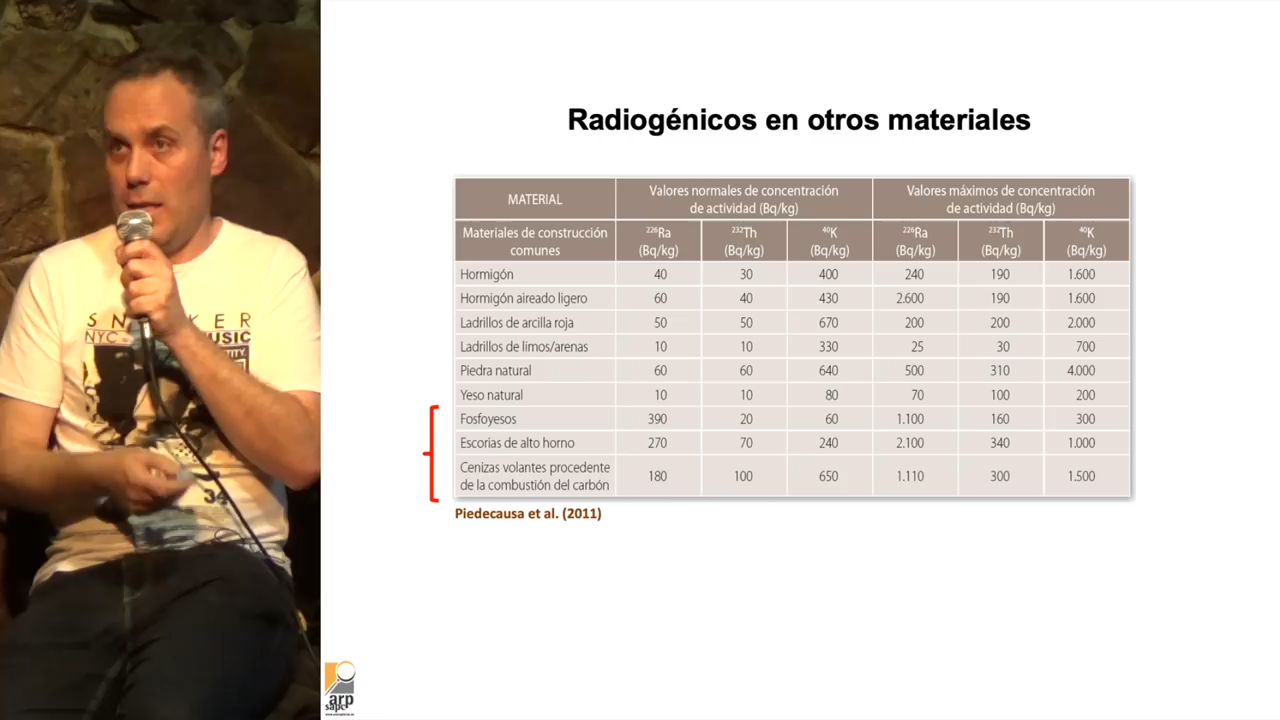 Radiogénicos en otros materiales
MATERIAL
Valores normales de concentración
de actividad (Bq/kg)
Valores máximos de concentración
de actividad (Bq/kg)
Materiales de construcción
comunes
²²⁶Ra
(Bq/kg)
²³²Th
(Bq/kg)
⁴⁰K
(Bq/kg)
²²⁶Ra
(Bq/kg)
²³²Th
(Bq/kg)
⁴⁰K
(Bq/kg)
Hormigón 40 30 400 240 190 1.600
Hormigón aireado ligero 60 40 430 2.600 190 1.600
Ladrillos de arcilla roja 50 50 670 200 200 2.000
Ladrillos de limos/arenas 10 10 330 25 30 700
Piedra natural 60 60 640 500 310 4.000
Yeso natural 10 10 80 70 100 200
Fosfoyesos 390 20 60 1.100 160 300
Escorias de alto horno 270 70 240 2.100 340 1.000
Cenizas volantes procedente
de la combustión del carbón 180 100 650 1.110 300 1.500
Piedecausa et al. (2011)
NYC
34
arp
sapc